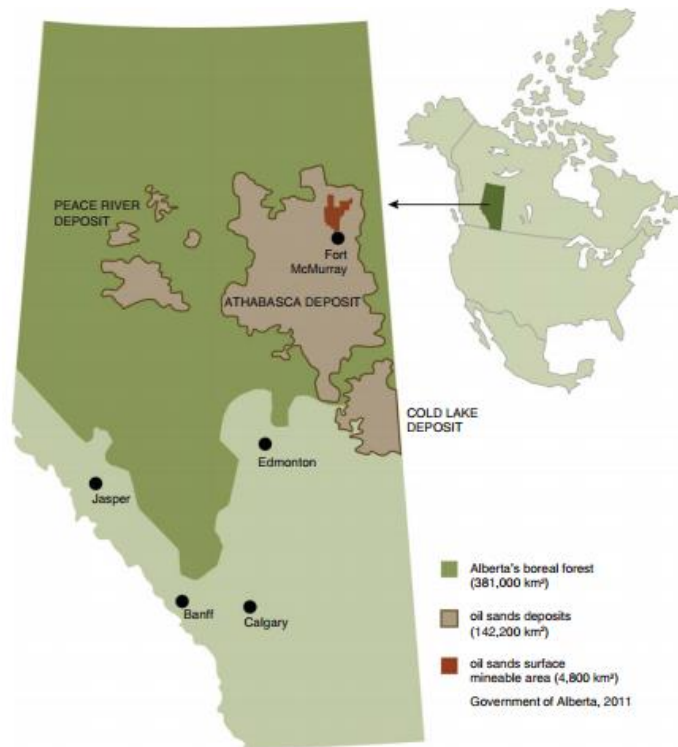 PEACE RIVER
DEPOSIT
Fort
McMurray
ATHABASCA DEPOSIT
COLD LAKE
DEPOSIT
Edmonton
Jasper
Banff
Calgary
Alberta's boreal forest
(381,000 km²)
oil sands deposits
(142,200 km²)
oil sands surface
mineable area (4,800 km²)
Government of Alberta, 2011